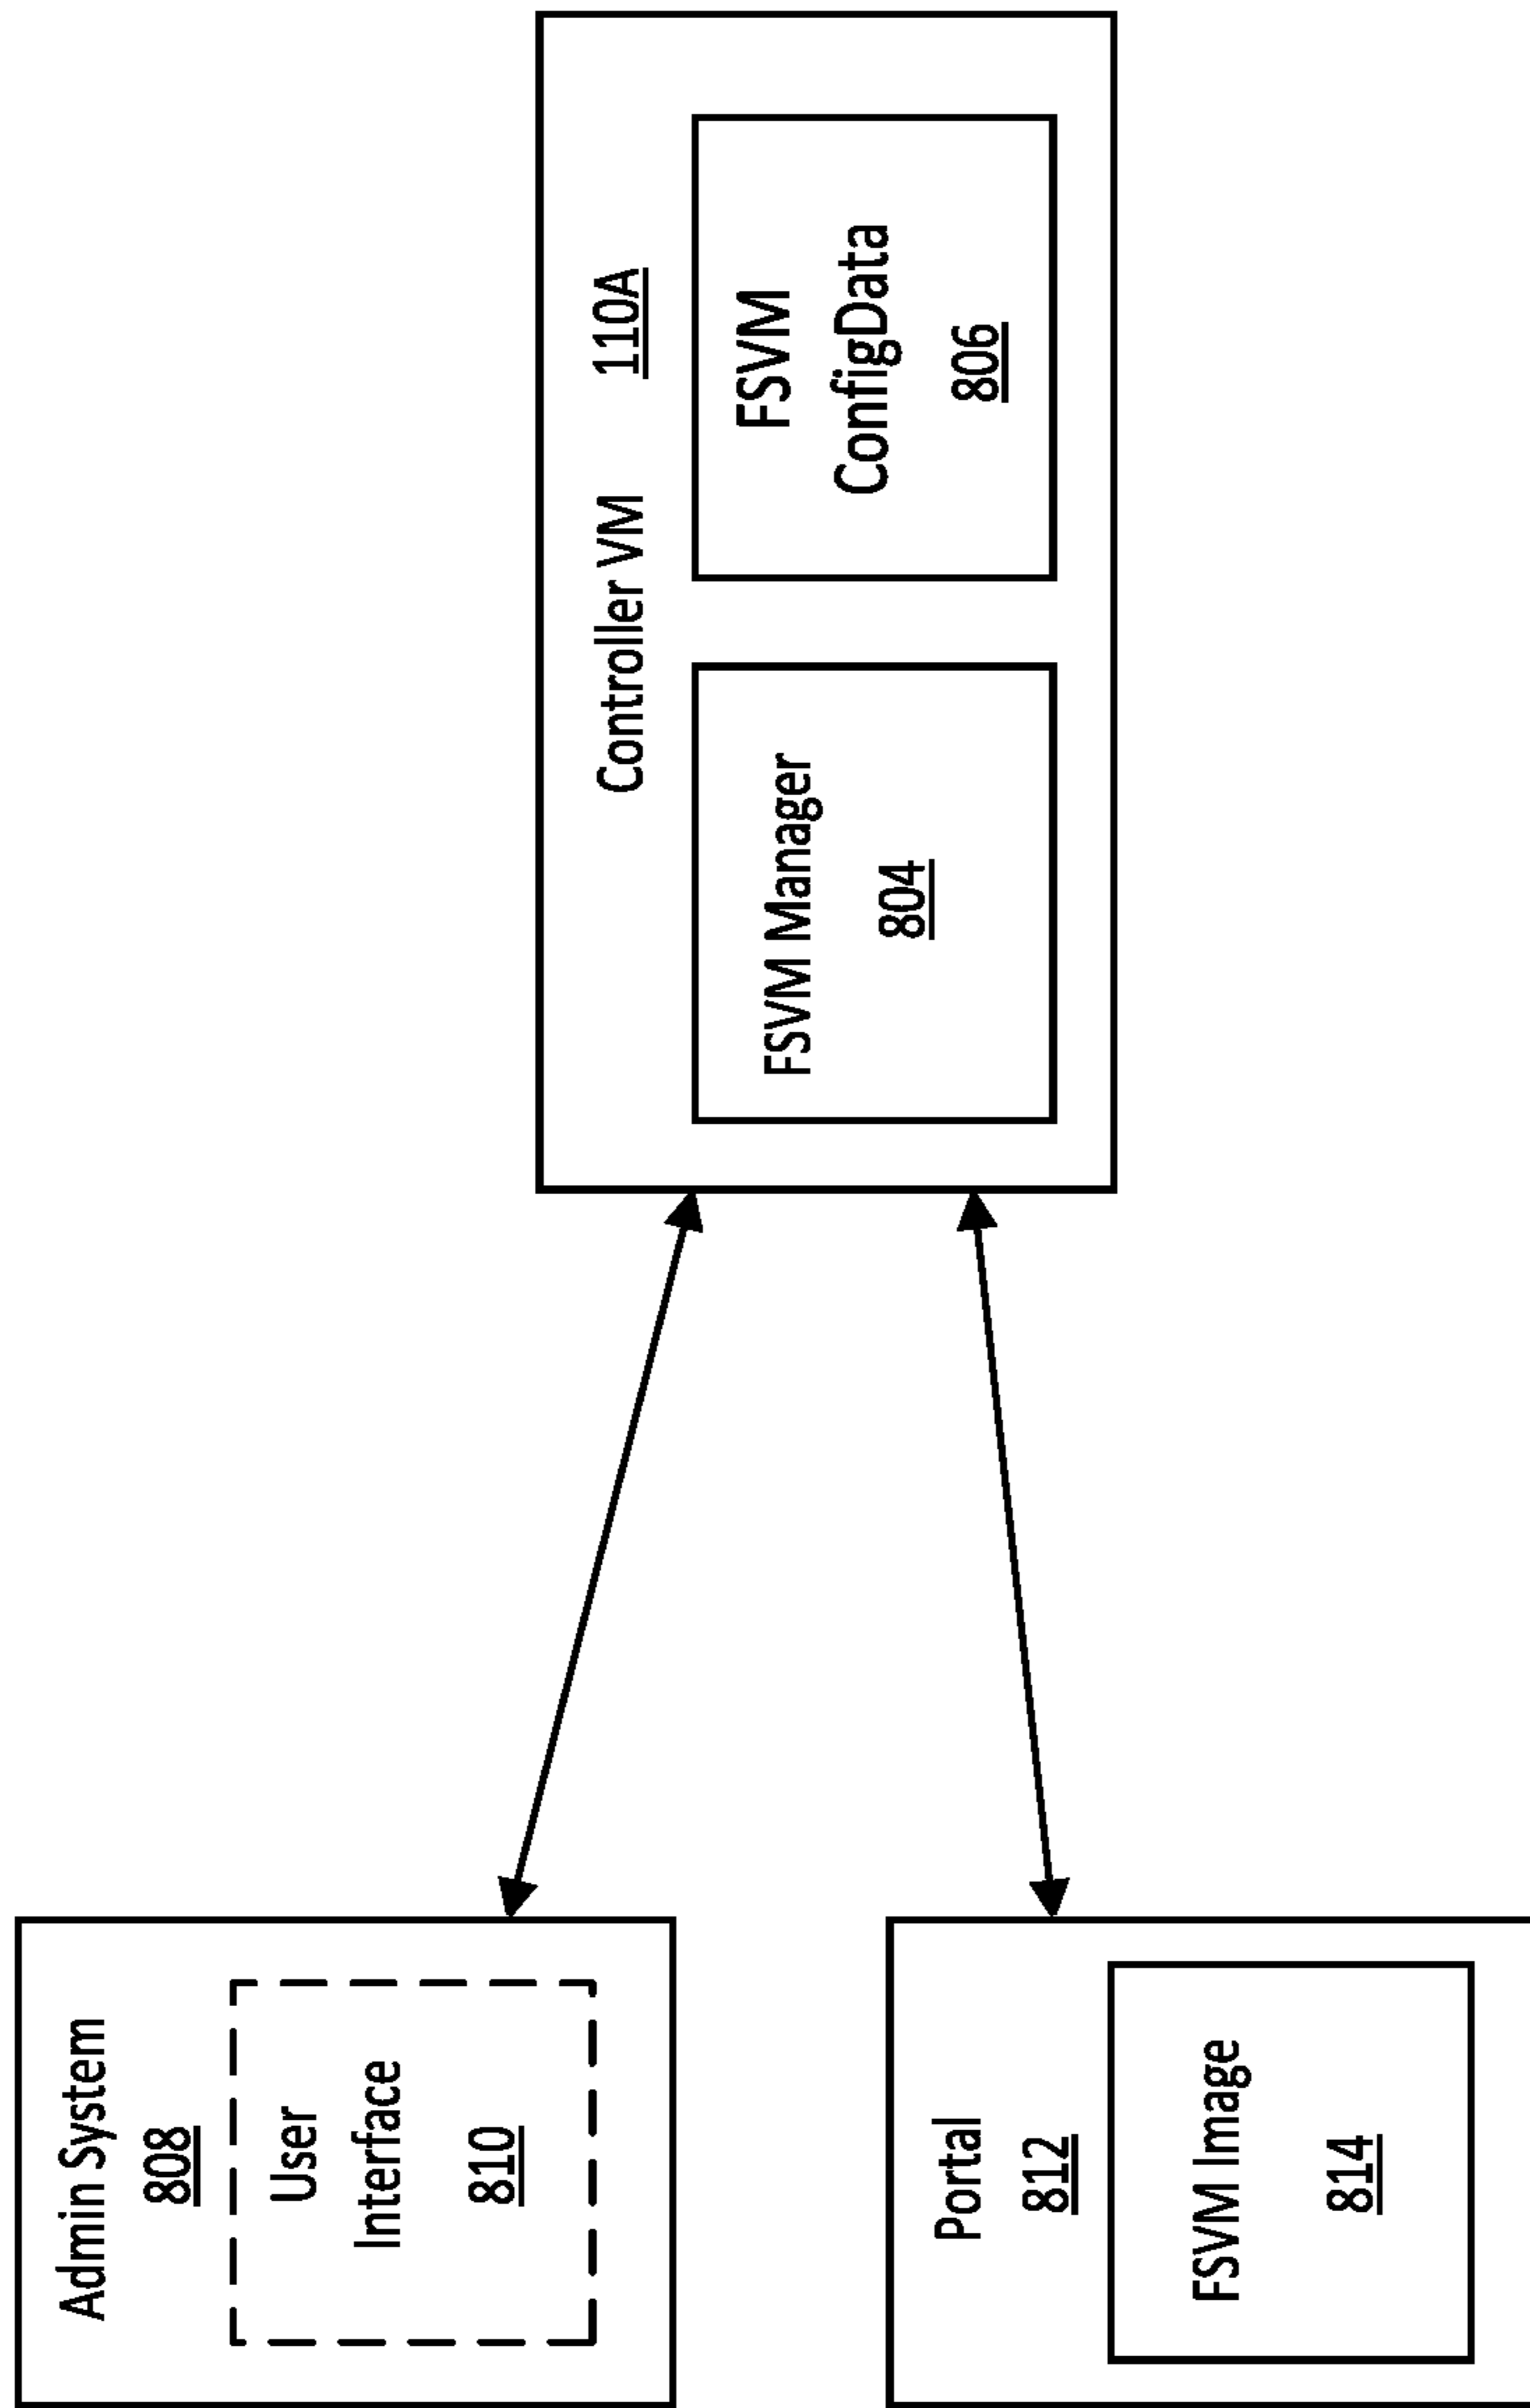 Admin System
808
User
Interface
810
Portal
812
FSVM Image
814
Controller VM 110A
FSVM Manager
804
FSVM
ConfigData
806